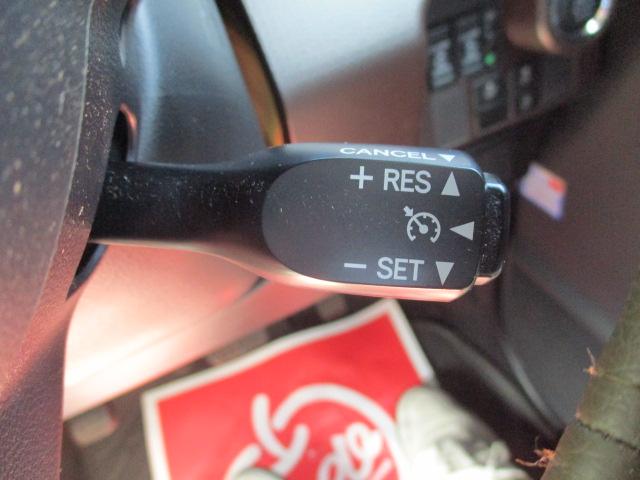 CANCEL ▼
+ RES ▲
◀
− SET ▼